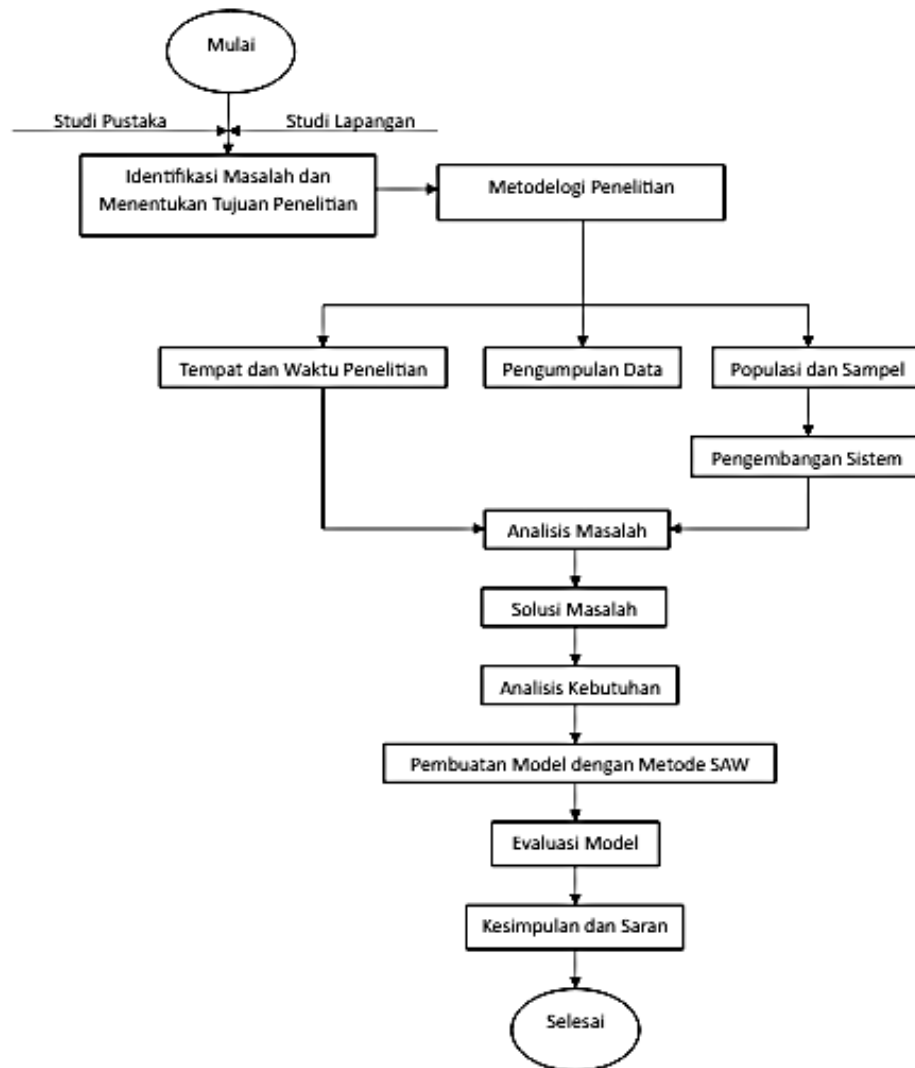 Mulai
Studi Pustaka
Studi Lapangan
Identifikasi Masalah dan
Menentukan Tujuan Penelitian
Metodelogi Penelitian
Tempat dan Waktu Penelitian
Pengumpulan Data
Populasi dan Sampel
Pengembangan Sistem
Analisis Masalah
Solusi Masalah
Analisis Kebutuhan
Pembuatan Model dengan Metode SAW
Evaluasi Model
Kesimpulan dan Saran
Selesai